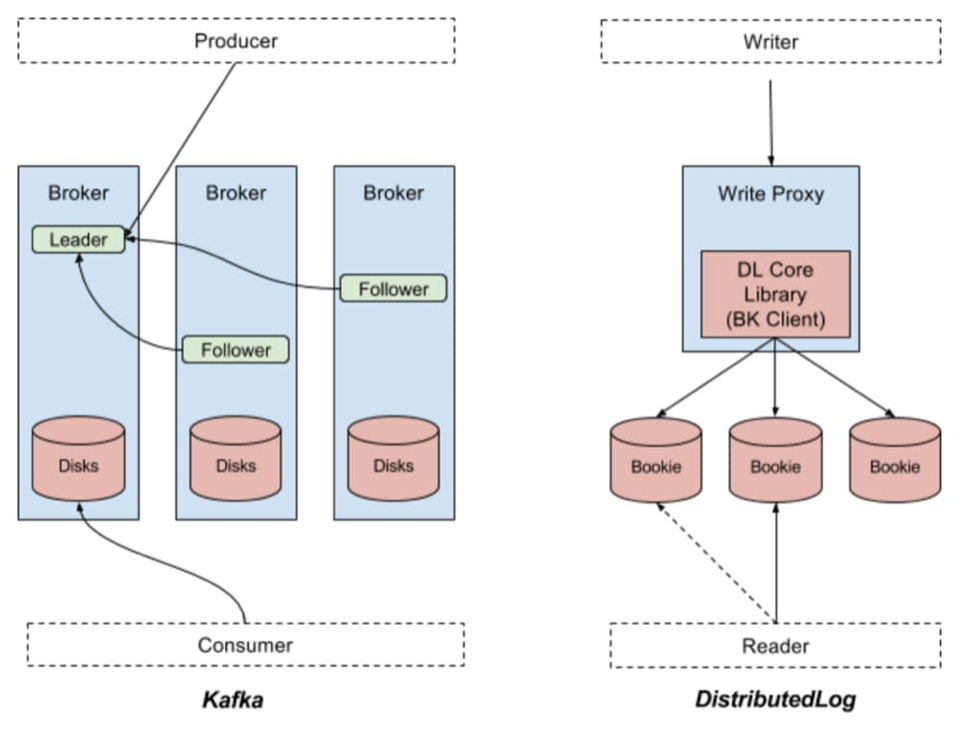 Producer
Writer
Broker
Broker
Broker
Write Proxy
Leader
Follower
Follower
DL Core
Library
(BK Client)
Disks
Disks
Disks
Bookie
Bookie
Bookie
Consumer
Reader
Kafka
DistributedLog